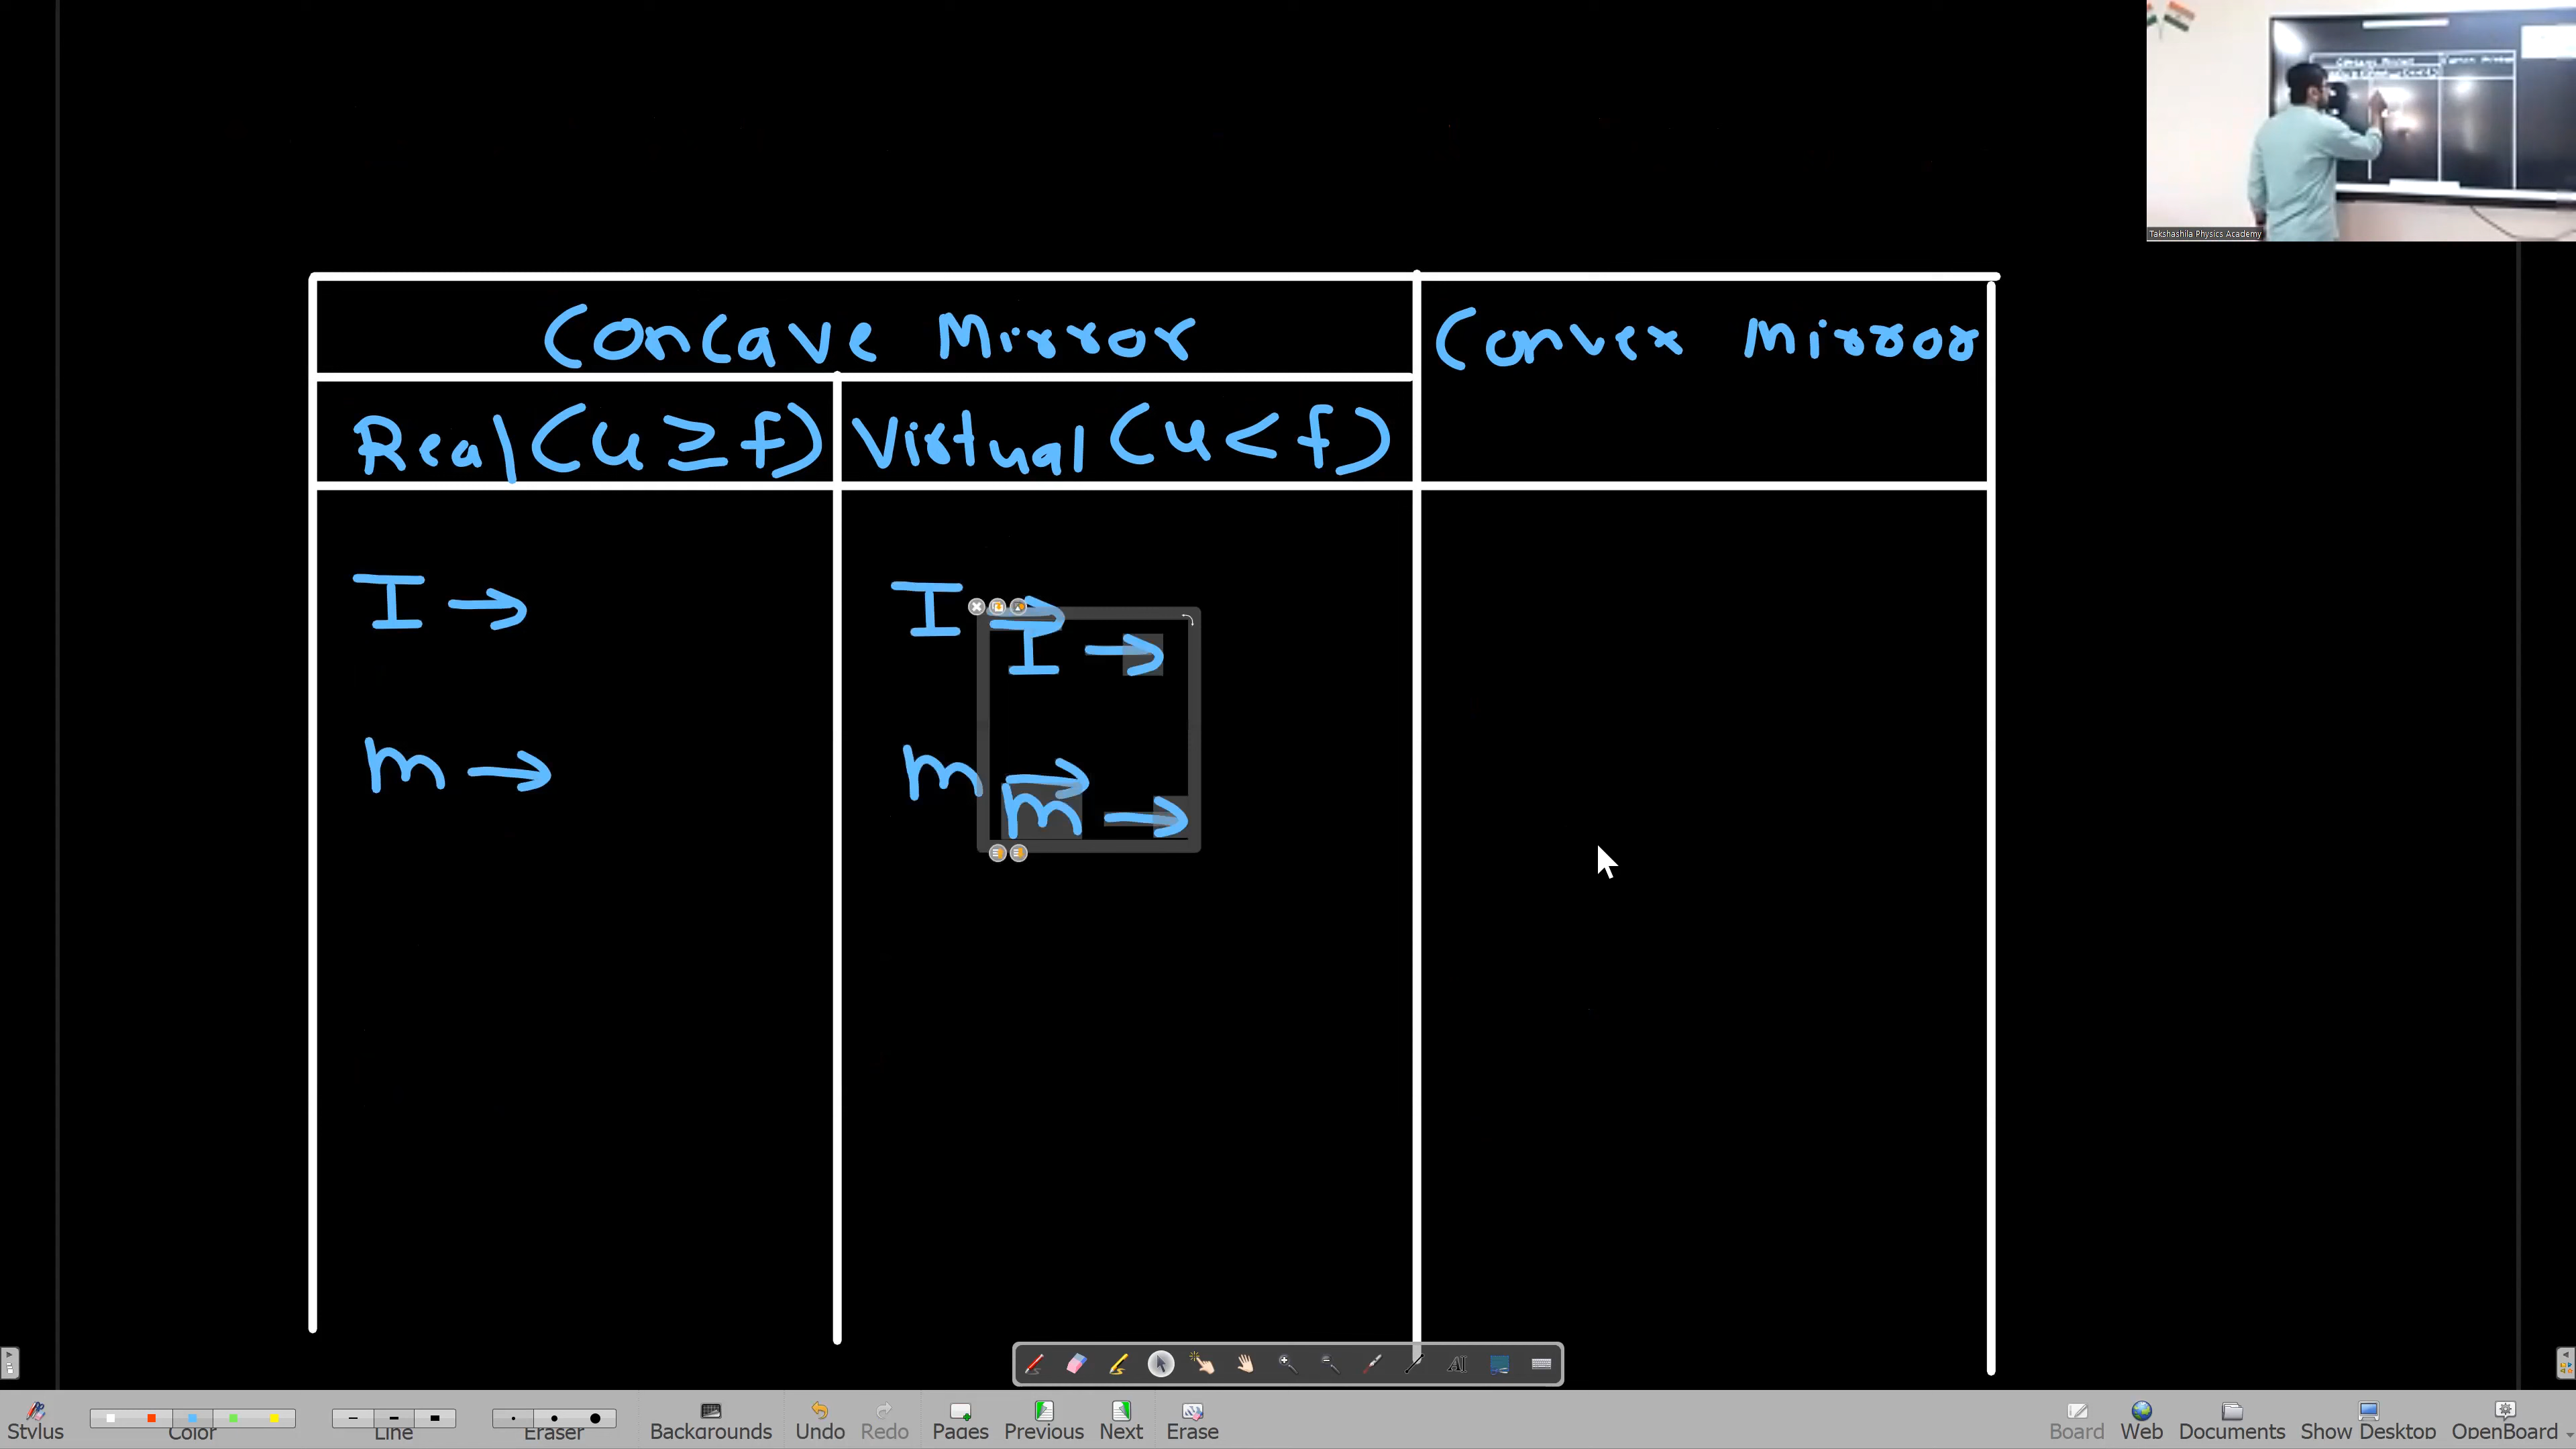 Takshashila Physics Academy
Concave Mirror Convex Mirror
Real (u ≥ f) Virtual (u < f)
I → I → I →
m → m → m →
Stylus Color Line Eraser Backgrounds Undo Redo Pages Previous Next Erase Board Web Documents Show Desktop OpenBoard